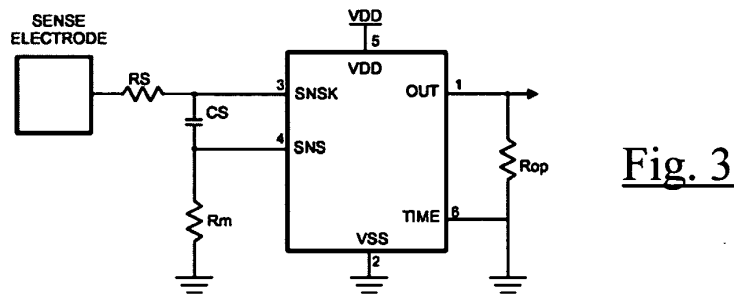 SENSE
ELECTRODE
RS
CS
Rm
VDD
5
VDD
3 SNSK
4 SNS
OUT 1
TIME 6
VSS
2
Rop
Fig. 3